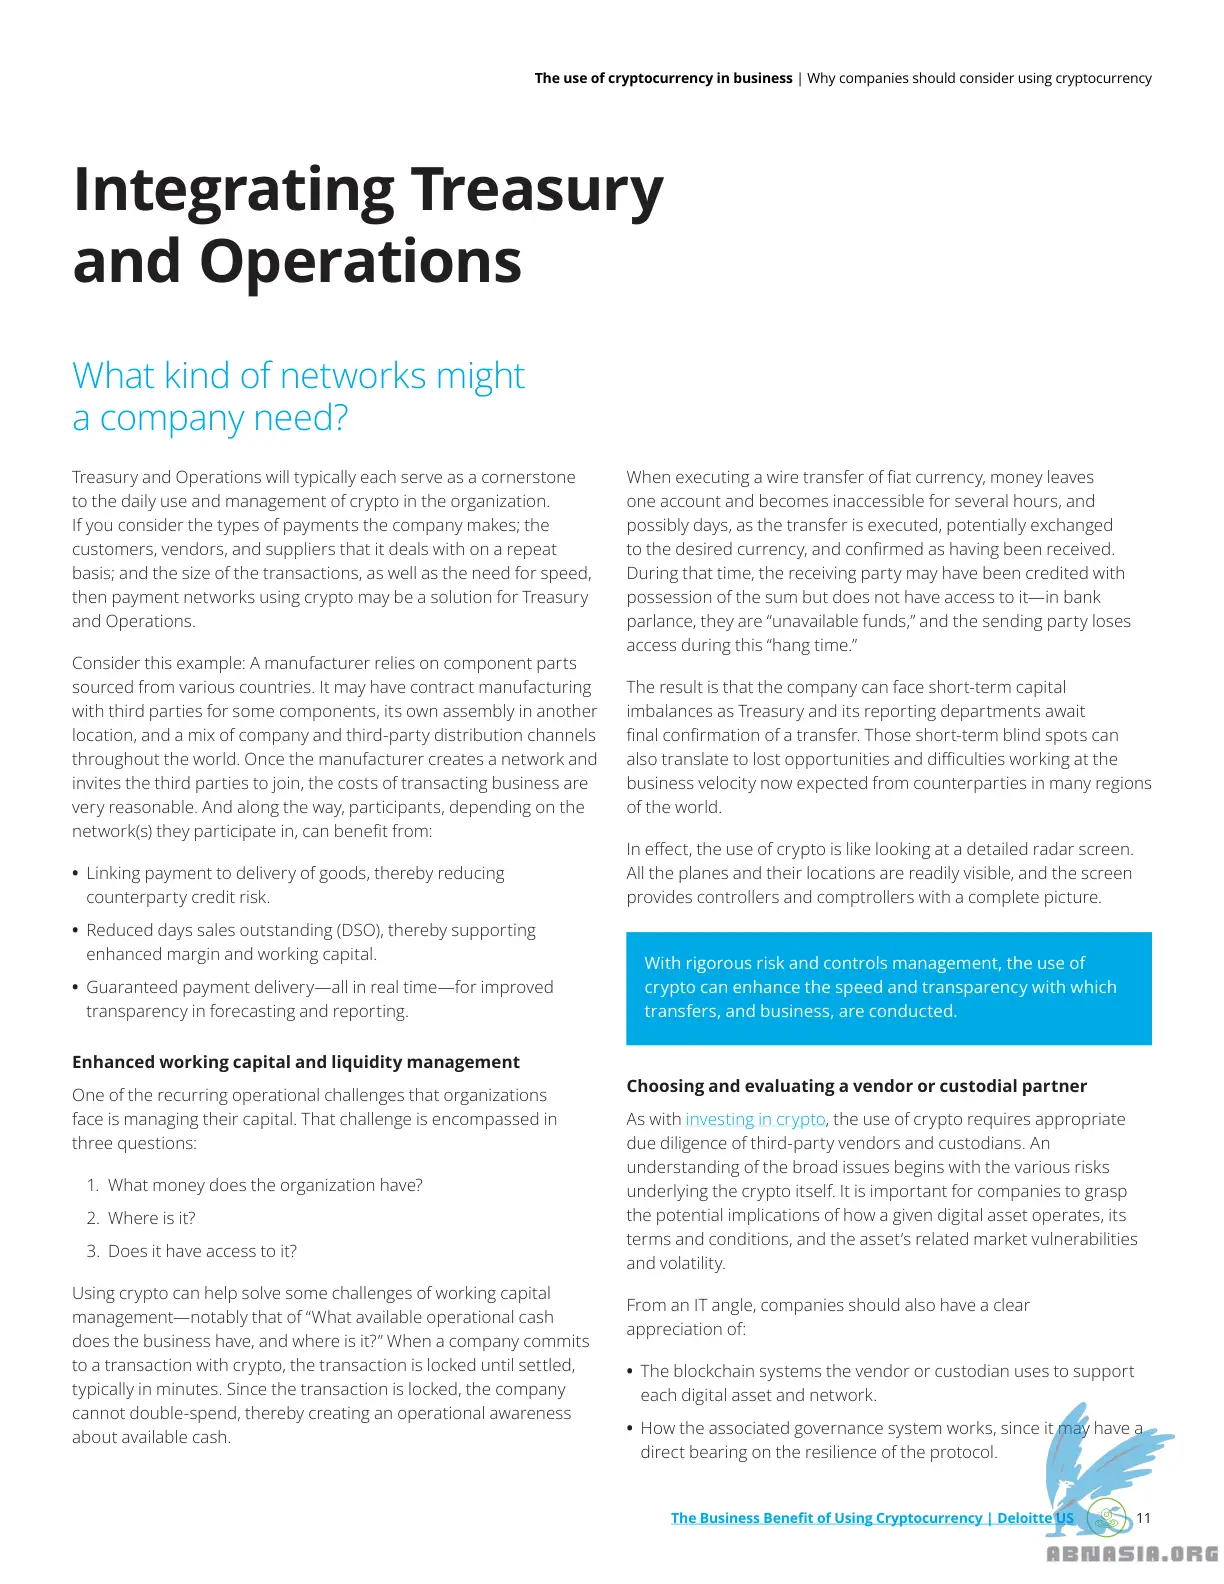 The use of cryptocurrency in business | Why companies should consider using cryptocurrency
Integrating Treasury
and Operations
What kind of networks might
a company need?
Treasury and Operations will typically each serve as a cornerstone
to the daily use and management of crypto in the organization.
If you consider the types of payments the company makes; the
customers, vendors, and suppliers that it deals with on a repeat
basis; and the size of the transactions, as well as the need for speed,
then payment networks using crypto may be a solution for Treasury
and Operations.
Consider this example: A manufacturer relies on component parts
sourced from various countries. It may have contract manufacturing
with third parties for some components, its own assembly in another
location, and a mix of company and third-party distribution channels
throughout the world. Once the manufacturer creates a network and
invites the third parties to join, the costs of transacting business are
very reasonable. And along the way, participants, depending on the
network(s) they participate in, can benefit from:
• Linking payment to delivery of goods, thereby reducing
counterparty credit risk.
• Reduced days sales outstanding (DSO), thereby supporting
enhanced margin and working capital.
• Guaranteed payment delivery—all in real time—for improved
transparency in forecasting and reporting.
Enhanced working capital and liquidity management
One of the recurring operational challenges that organizations
face is managing their capital. That challenge is encompassed in
three questions:
1. What money does the organization have?
2. Where is it?
3. Does it have access to it?
Using crypto can help solve some challenges of working capital
management—notably that of “What available operational cash
does the business have, and where is it?” When a company commits
to a transaction with crypto, the transaction is locked until settled,
typically in minutes. Since the transaction is locked, the company
cannot double-spend, thereby creating an operational awareness
about available cash.
When executing a wire transfer of fiat currency, money leaves
one account and becomes inaccessible for several hours, and
possibly days, as the transfer is executed, potentially exchanged
to the desired currency, and confirmed as having been received.
During that time, the receiving party may have been credited with
possession of the sum but does not have access to it—in bank
parlance, they are “unavailable funds,” and the sending party loses
access during this “hang time.”
The result is that the company can face short-term capital
imbalances as Treasury and its reporting departments await
final confirmation of a transfer. Those short-term blind spots can
also translate to lost opportunities and difficulties working at the
business velocity now expected from counterparties in many regions
of the world.
In effect, the use of crypto is like looking at a detailed radar screen.
All the planes and their locations are readily visible, and the screen
provides controllers and comptrollers with a complete picture.
With rigorous risk and controls management, the use of
crypto can enhance the speed and transparency with which
transfers, and business, are conducted.
Choosing and evaluating a vendor or custodial partner
As with investing in crypto, the use of crypto requires appropriate
due diligence of third-party vendors and custodians. An
understanding of the broad issues begins with the various risks
underlying the crypto itself. It is important for companies to grasp
the potential implications of how a given digital asset operates, its
terms and conditions, and the asset’s related market vulnerabilities
and volatility.
From an IT angle, companies should also have a clear
appreciation of:
• The blockchain systems the vendor or custodian uses to support
each digital asset and network.
• How the associated governance system works, since it may have a
direct bearing on the resilience of the protocol.
The Business Benefit of Using Cryptocurrency | Deloitte US
11
ABNASIA.ORG